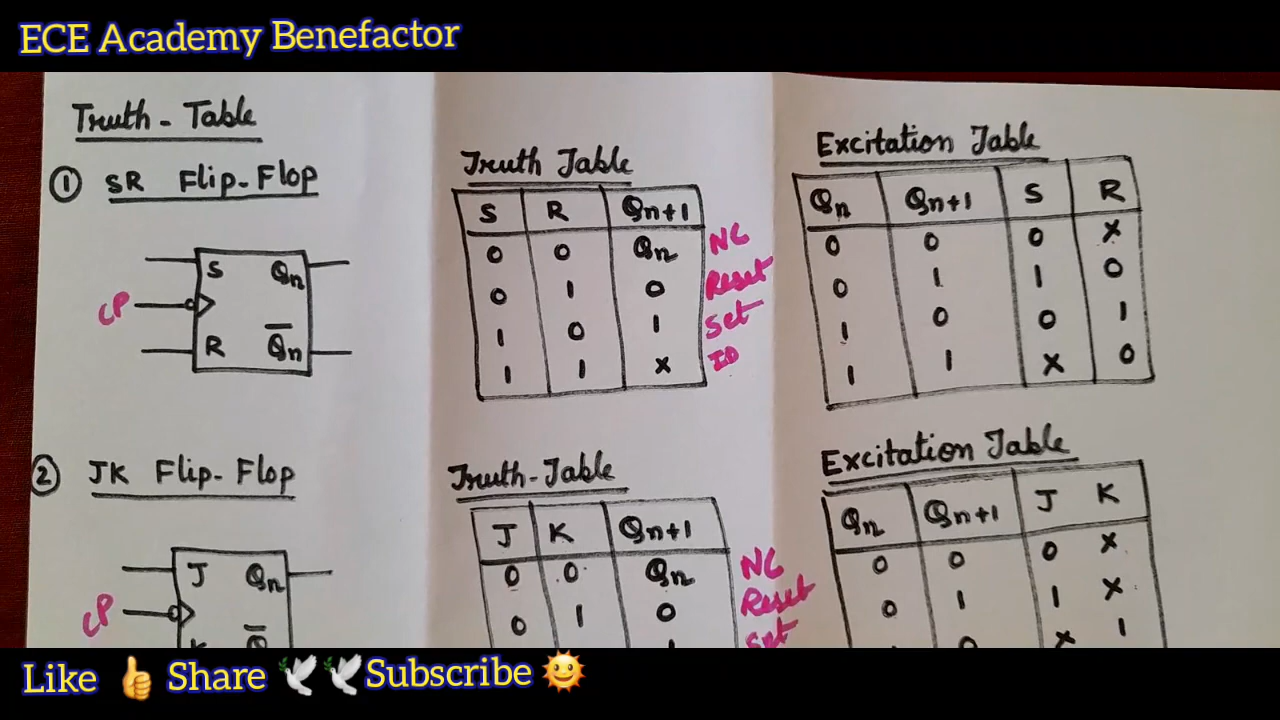 ECE Academy Benefactor
Truth - Table
① SR Flip-Flop
S Qn
CP
R Q̅n
Truth Table
S R Qn+1
0 0 Qn NC
0 1 0 Reset
1 0 1 Set
1 1 X ID
Excitation Table
Qn Qn+1 S R
0 0 0 X
0 1 1 0
1 0 0 1
1 1 X 0
② JK Flip-Flop
J Qn
CP
Truth-Table
J K Qn+1
0 0 Qn NC
0 1 0 Reset
Set
Excitation Table
Qn Qn+1 J K
0 0 0 X
0 1 1 X
X 1
Like 👍 Share 🕊️🕊️ Subscribe 🌞